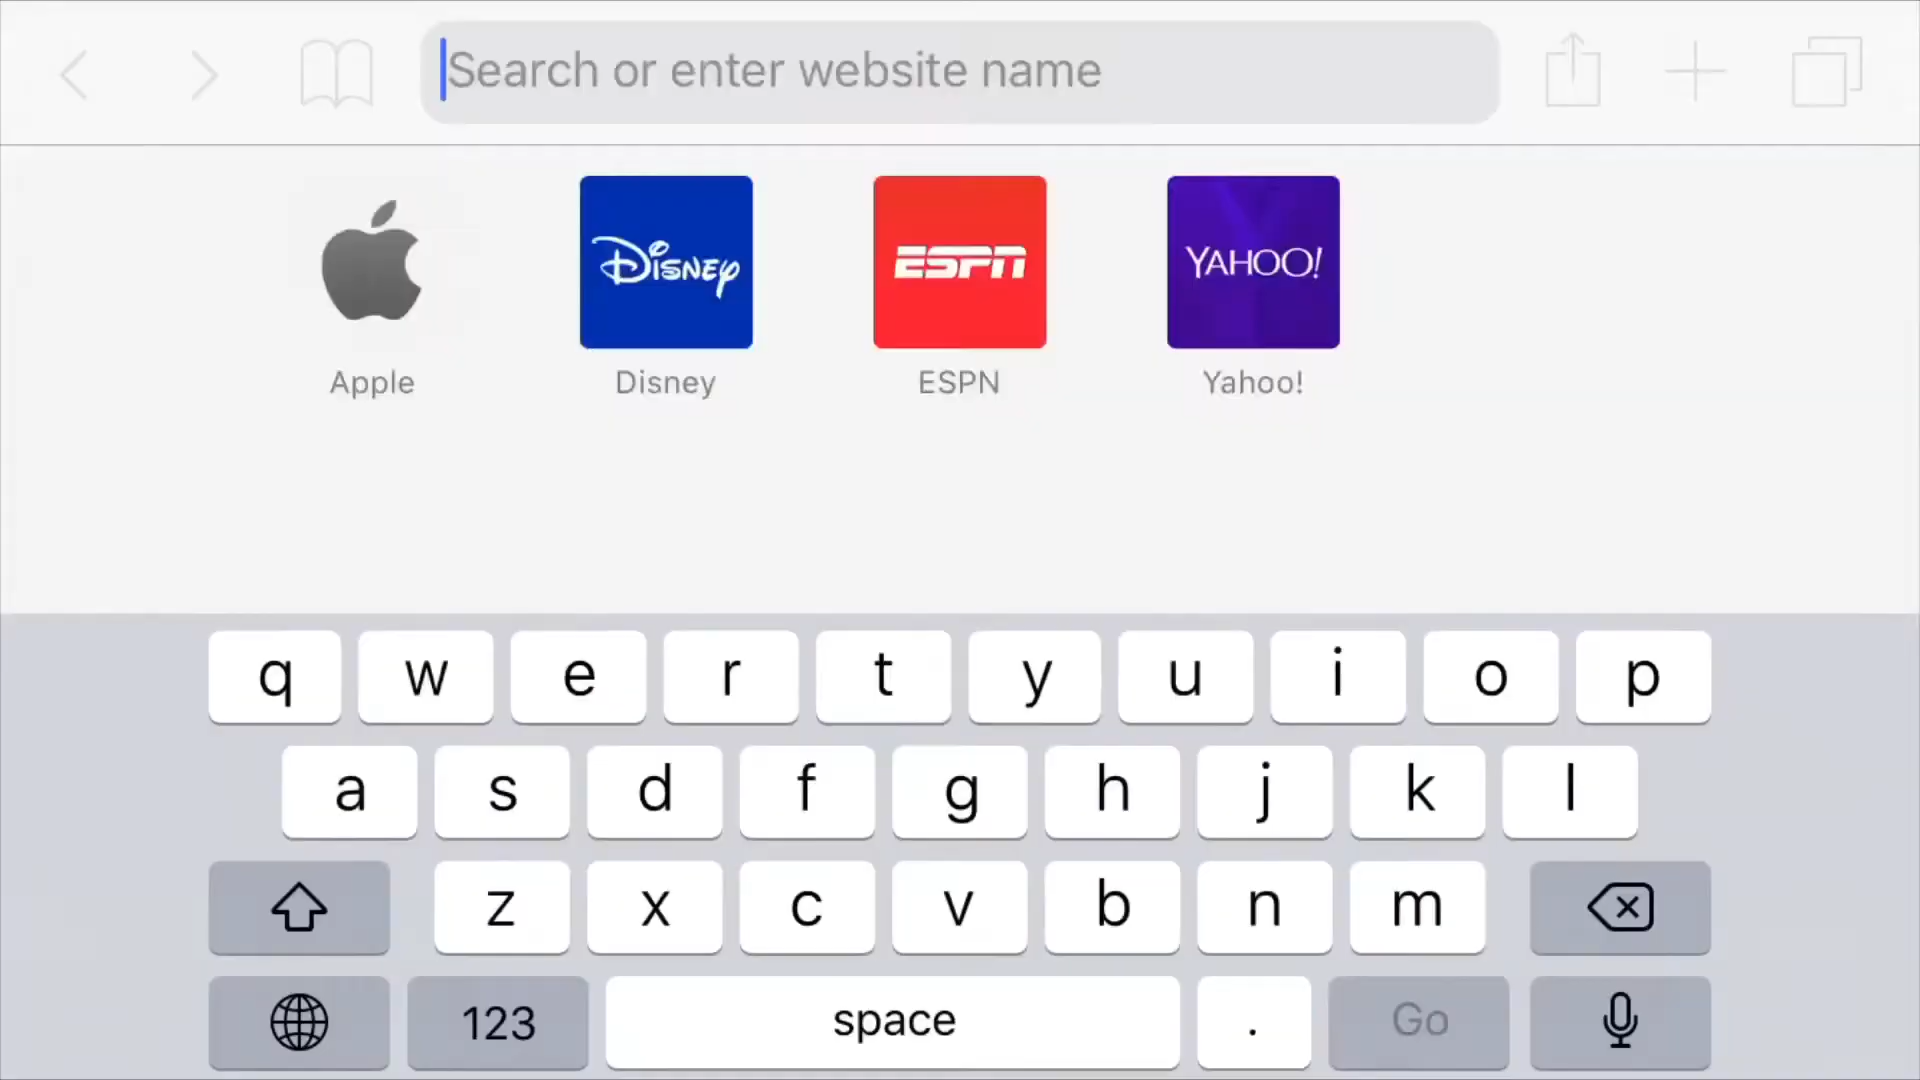 Search or enter website name
Disney
ESPN
YAHOO!
Apple
Disney
ESPN
Yahoo!
q w e r t y u i o p
a s d f g h j k l
z x c v b n m
123 space . Go